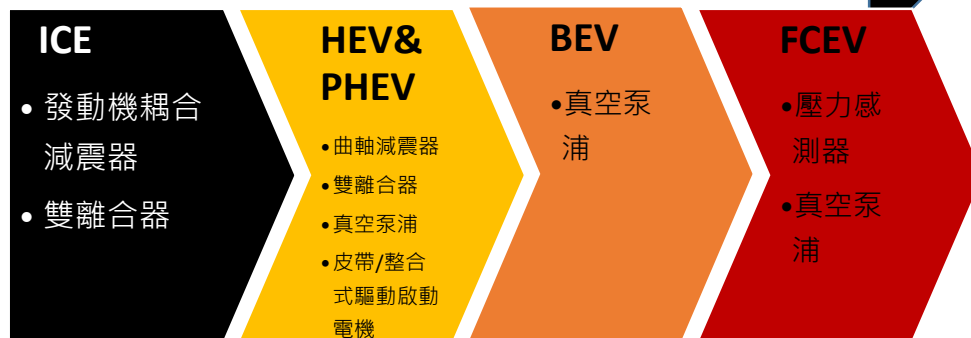 ICE
• 發動機耦合
減震器
• 雙離合器
HEV&
PHEV
•曲軸減震器
•雙離合器
•真空泵浦
•皮帶/整合
式驅動啟動
電機
BEV
•真空泵
浦
FCEV
•壓力感
測器
•真空泵
浦